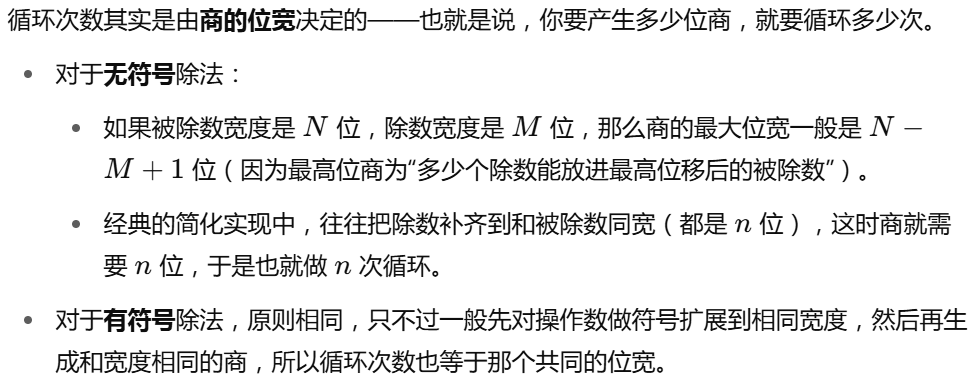 循环次数其实是由商的位宽决定的——也就是说，你要产生多少位商，就要循环多少次。
• 对于无符号除法：
• 如果被除数宽度是 N 位，除数宽度是 M 位，那么商的最大位宽一般是 N −
M + 1 位（因为最高位商为“多少个除数能放进最高位移后的被除数”）。
• 经典的简化实现中，往往把除数补齐到和被除数同宽（都是 n 位），这时商就需
要 n 位，于是也就做 n 次循环。
• 对于有符号除法，原则相同，只不过一般先对操作数做符号扩展到相同宽度，然后再生
成和宽度相同的商，所以循环次数也等于那个共同的位宽。